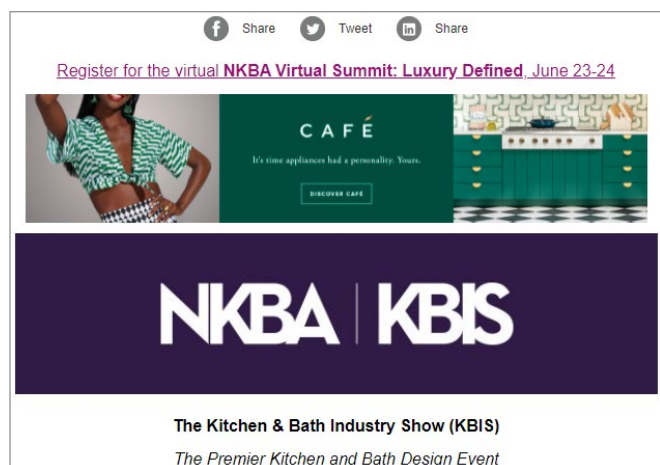 Share Tweet Share
Register for the virtual NKBA Virtual Summit: Luxury Defined, June 23-24
CAFÉ
It's time appliances had a personality. Yours.
DISCOVER CAFÉ
NKBA | KBIS
The Kitchen & Bath Industry Show (KBIS)
The Premier Kitchen and Bath Design Event